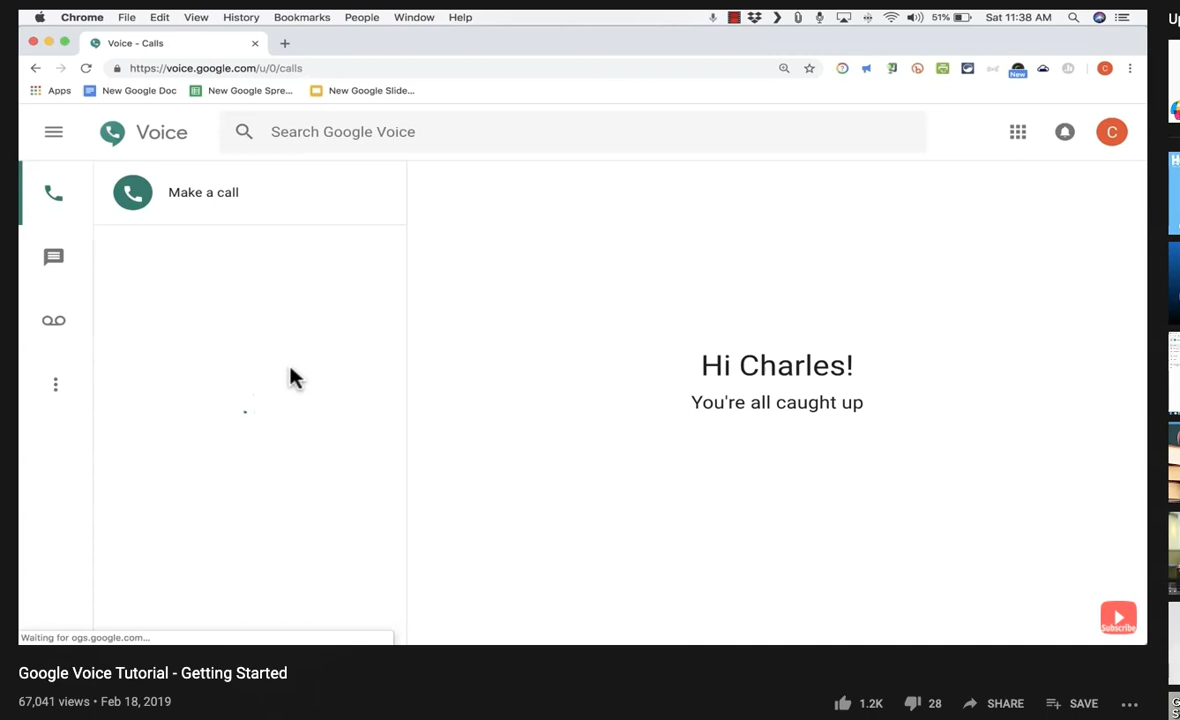 Chrome File Edit View History Bookmarks People Window Help 51% Sat 11:38 AM
Voice - Calls
https://voice.google.com/u/0/calls
New
C
Apps New Google Doc New Google Spre... New Google Slide...
Voice Search Google Voice C
Make a call
Hi Charles!
You're all caught up
Subscribe
Waiting for ogs.google.com...
Google Voice Tutorial - Getting Started
67,041 views • Feb 18, 2019 1.2K 28 SHARE SAVE